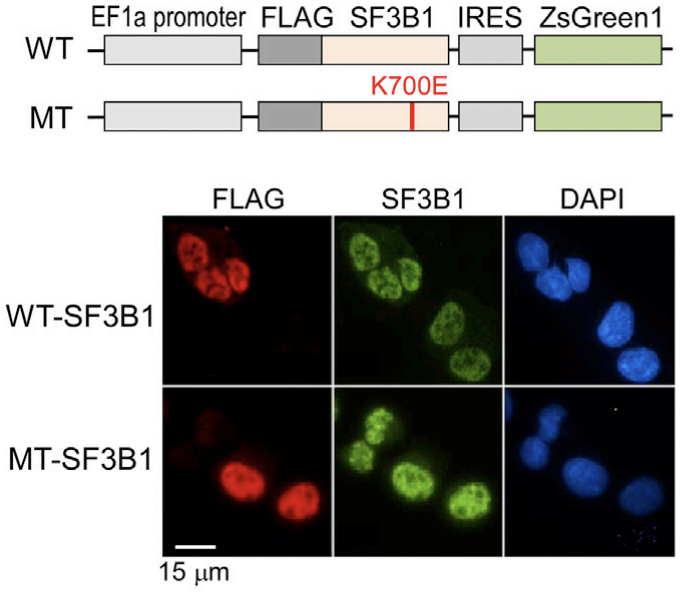 EF1a promoter FLAG SF3B1 IRES ZsGreen1
WT
K700E
MT
FLAG SF3B1 DAPI
WT-SF3B1
MT-SF3B1
15 μm